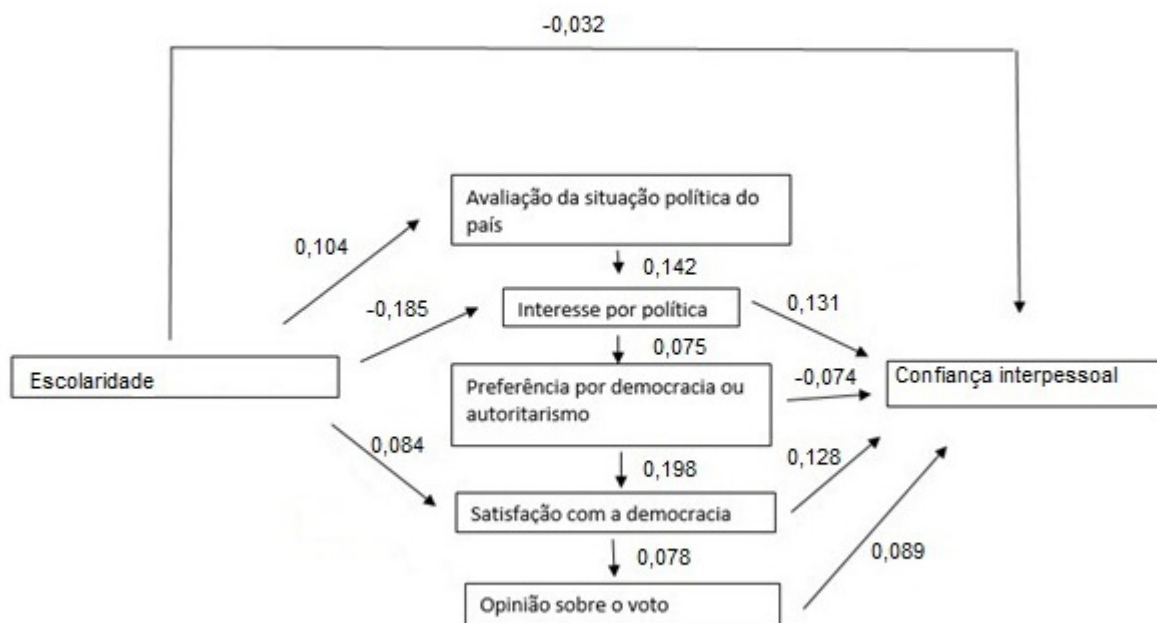 -0,032
Avaliação da situação política do
país
0,104
0,142
-0,185
Interesse por política
0,131
0,075
Escolaridade
Preferência por democracia ou
autoritarismo
-0,074
Confiança interpessoal
0,084
0,198
0,128
Satisfação com a democracia
0,078
0,089
Opinião sobre o voto